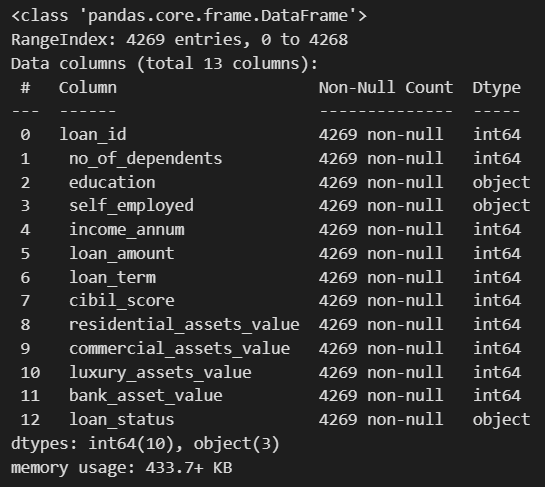 <class 'pandas.core.frame.DataFrame'>
RangeIndex: 4269 entries, 0 to 4268
Data columns (total 13 columns):
 #   Column                     Non-Null Count  Dtype
---  ------                     --------------  -----
 0   loan_id                    4269 non-null   int64
 1    no_of_dependents          4269 non-null   int64
 2    education                 4269 non-null   object
 3    self_employed             4269 non-null   object
 4    income_annum              4269 non-null   int64
 5    loan_amount               4269 non-null   int64
 6    loan_term                 4269 non-null   int64
 7    cibil_score               4269 non-null   int64
 8    residential_assets_value  4269 non-null   int64
 9    commercial_assets_value   4269 non-null   int64
 10   luxury_assets_value       4269 non-null   int64
 11   bank_asset_value          4269 non-null   int64
 12   loan_status               4269 non-null   object
dtypes: int64(10), object(3)
memory usage: 433.7+ KB